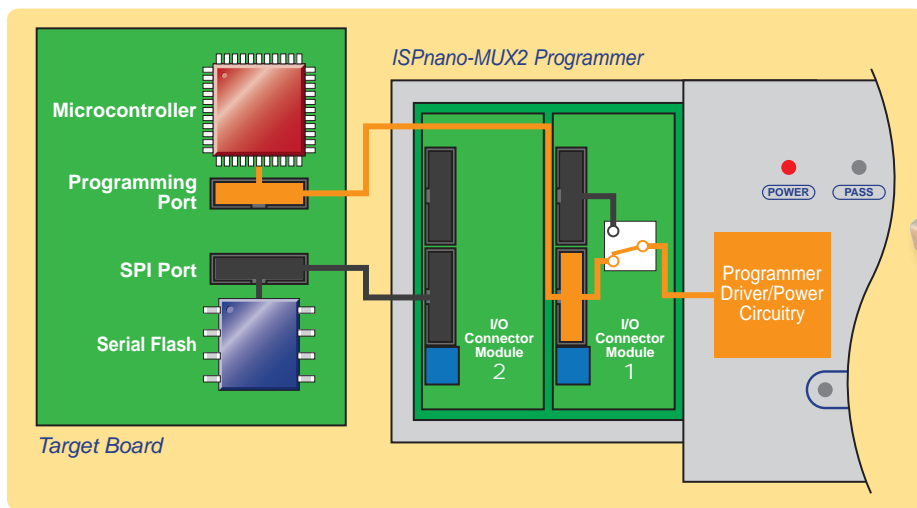 ISPnano-MUX2 Programmer
Microcontroller
Programming
Port
SPI Port
Serial Flash
Target Board
I/O
Connector
Module
2
I/O
Connector
Module
1
POWER
PASS
Programmer
Driver/Power
Circuitry